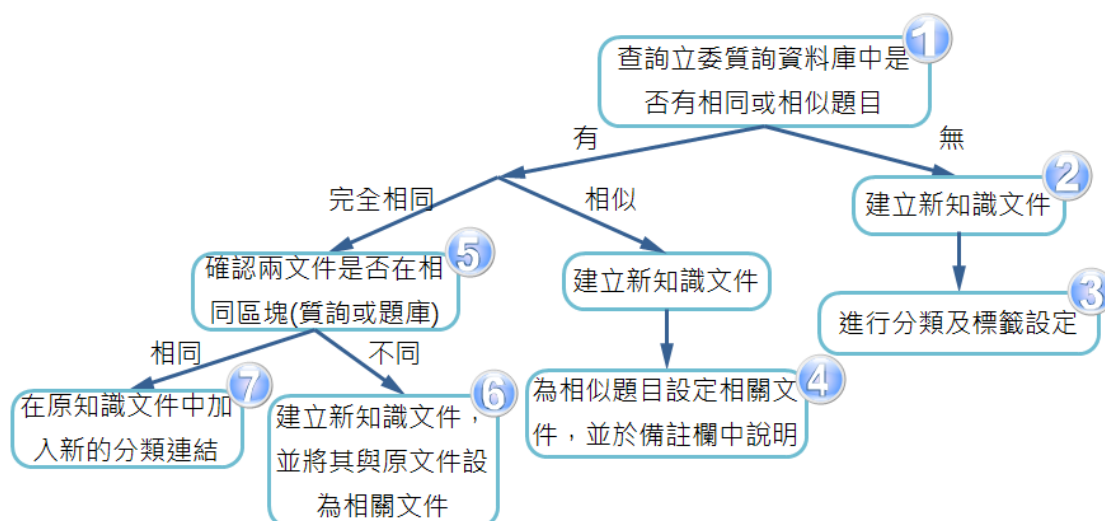 1
查詢立委質詢資料庫中是
否有相同或相似題目
有
無
完全相同
相似
2
建立新知識文件
5
確認兩文件是否在相
同區塊(質詢或題庫)
建立新知識文件
3
進行分類及標籤設定
相同
不同
7
在原知識文件中加
入新的分類連結
6
建立新知識文件，
並將其與原文件設
為相關文件
4
為相似題目設定相關文
件，並於備註欄中說明